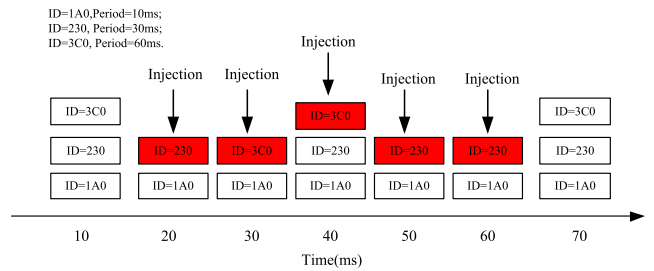 ID=1A0,Period=10ms;
ID=230, Period=30ms;
ID=3C0, Period=60ms.
Injection
Injection Injection Injection Injection
ID=3C0 ID=3C0 ID=3C0
ID=230 ID=230 ID=3C0 ID=230 ID=230 ID=230 ID=230
ID=1A0 ID=1A0 ID=1A0 ID=1A0 ID=1A0 ID=1A0 ID=1A0
10 20 30 40 50 60 70
Time(ms)